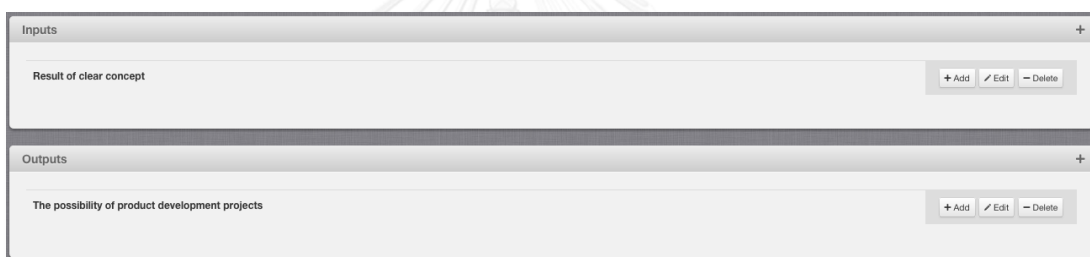 Inputs +
Result of clear concept + Add Edit − Delete
Outputs +
The possibility of product development projects + Add Edit − Delete